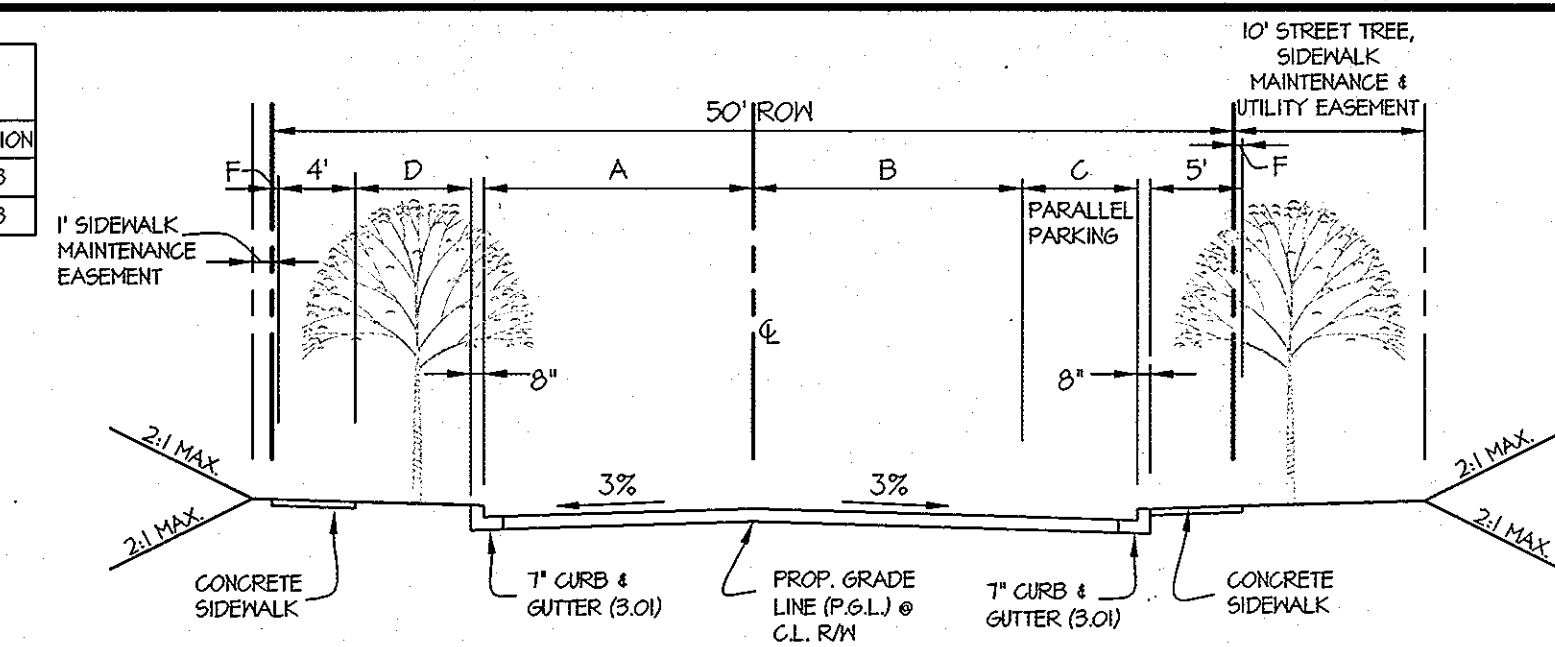 10' STREET TREE,
SIDEWALK
MAINTENANCE &
UTILITY EASEMENT
50' ROW
ION
3
3
F
4'
D
A
B
C
5'
F
PARALLEL
PARKING
1' SIDEWALK
MAINTENANCE
EASEMENT
℄
8"
8"
2:1 MAX.
2:1 MAX.
3%
3%
2:1 MAX.
2:1 MAX.
CONCRETE
SIDEWALK
7" CURB &
GUTTER (3.01)
PROP. GRADE
LINE (P.G.L.) @
C.L. R/W
7" CURB &
GUTTER (3.01)
CONCRETE
SIDEWALK